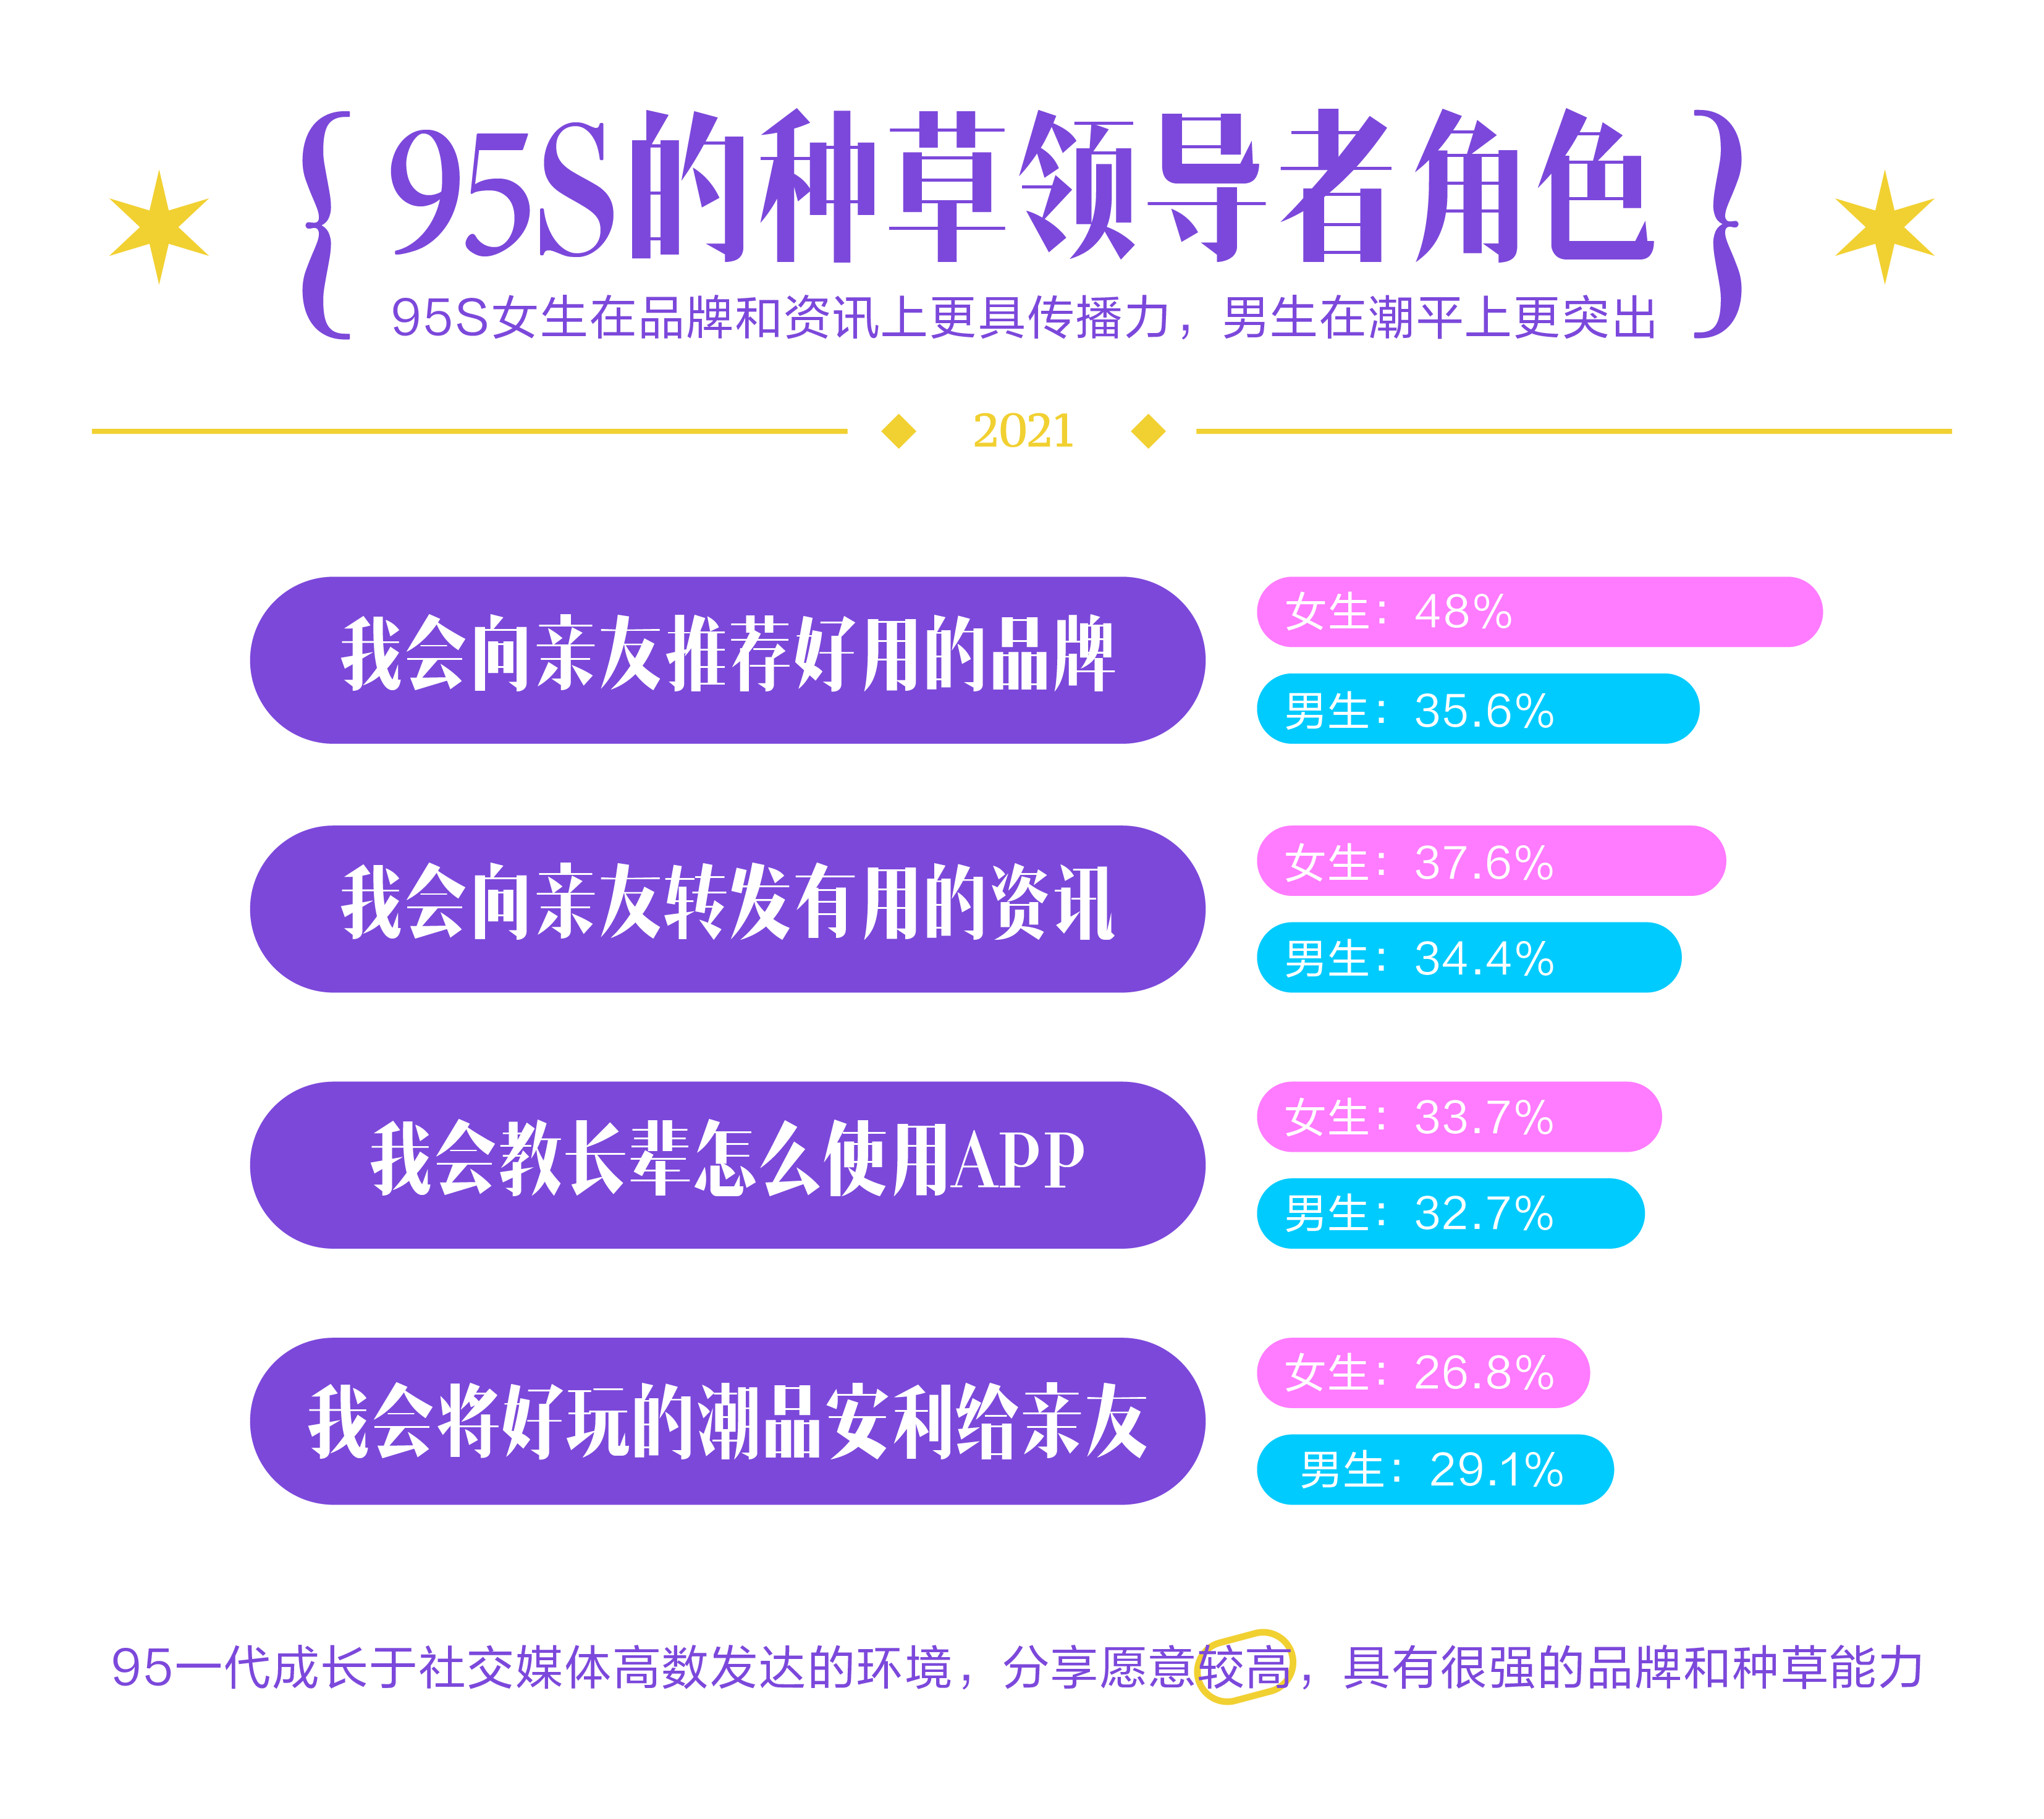 95S的种草领导者角色
95S女生在品牌和资讯上更具传播力，男生在潮平上更突出
2021
我会向亲友推荐好用的品牌
女生：48%
男生：35.6%
我会向亲友转发有用的资讯
女生：37.6%
男生：34.4%
我会教长辈怎么使用APP
女生：33.7%
男生：32.7%
我会将好玩的潮品安利给亲友
女生：26.8%
男生：29.1%
95一代成长于社交媒体高数发达的环境，分享愿意较高，具有很强的品牌和种草能力